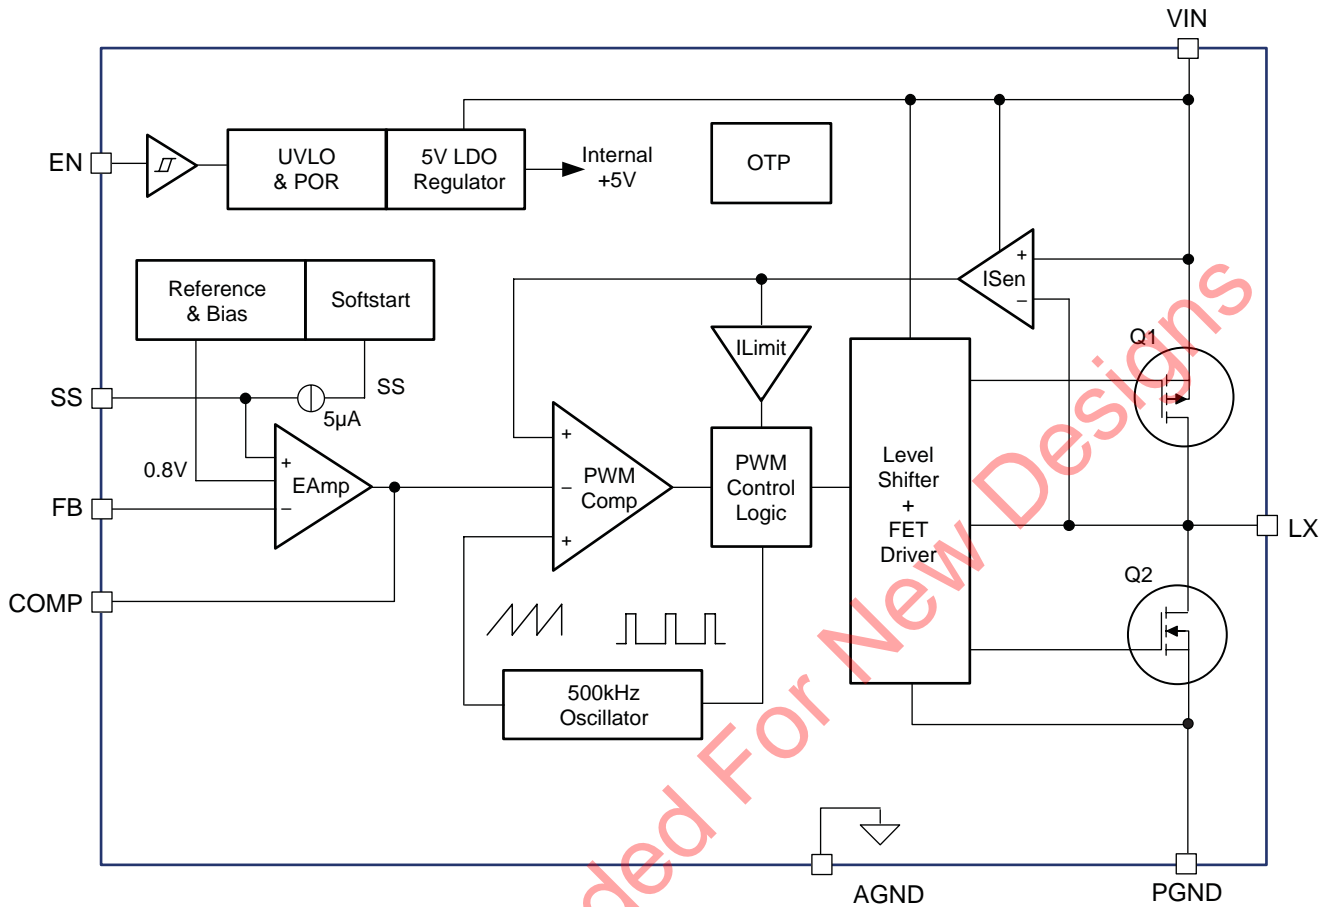 VIN
EN
UVLO
& POR
5V LDO
Regulator
Internal
+5V
OTP
Reference
& Bias
Softstart
+
ISen
−
ILimit
Q1
SS
SS
5µA
0.8V
+
EAmp
−
FB
+
−
PWM
Comp
+
PWM
Control
Logic
Level
Shifter
+
FET
Driver
LX
Q2
COMP
500kHz
Oscillator
AGND
PGND
ded For New Designs